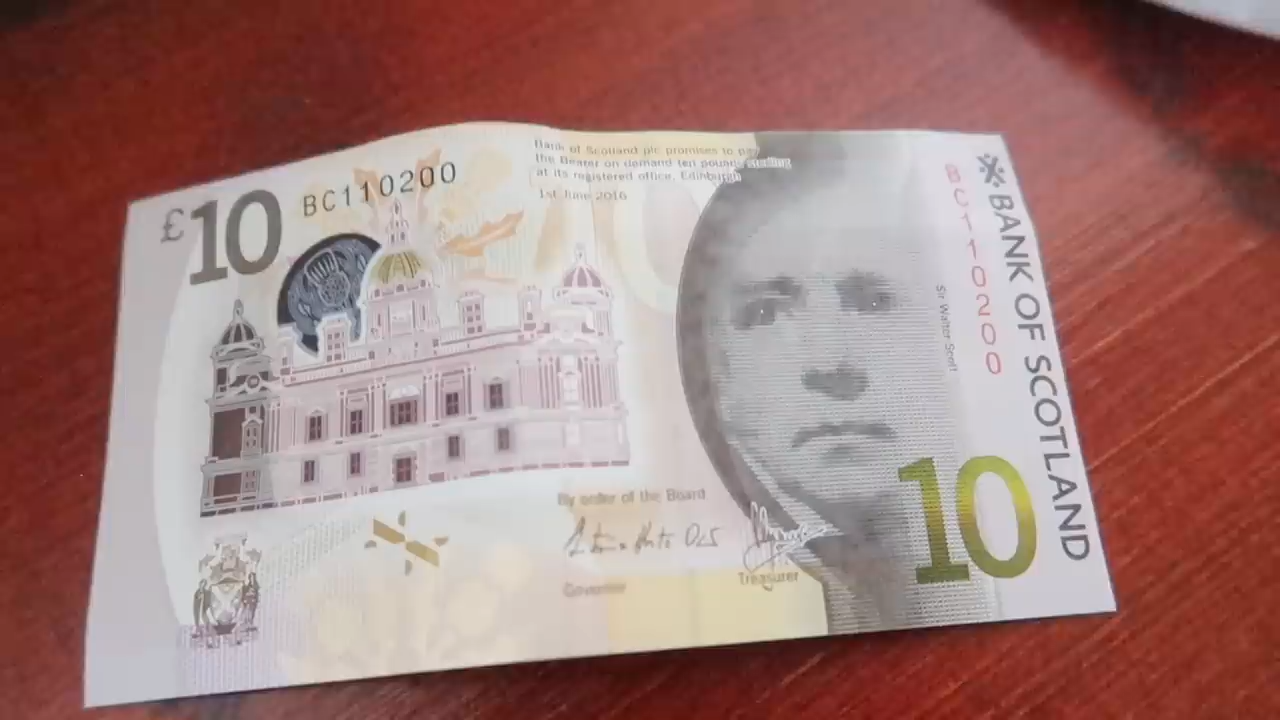 £10
BC110200
Bank of Scotland plc promises to pay
the Bearer on demand ten pounds sterling
at its registered office, Edinburgh
1st June 2016
By order of the Board
Governor
Treasurer
Sir Walter Scott
BC110200
BANK OF SCOTLAND
10